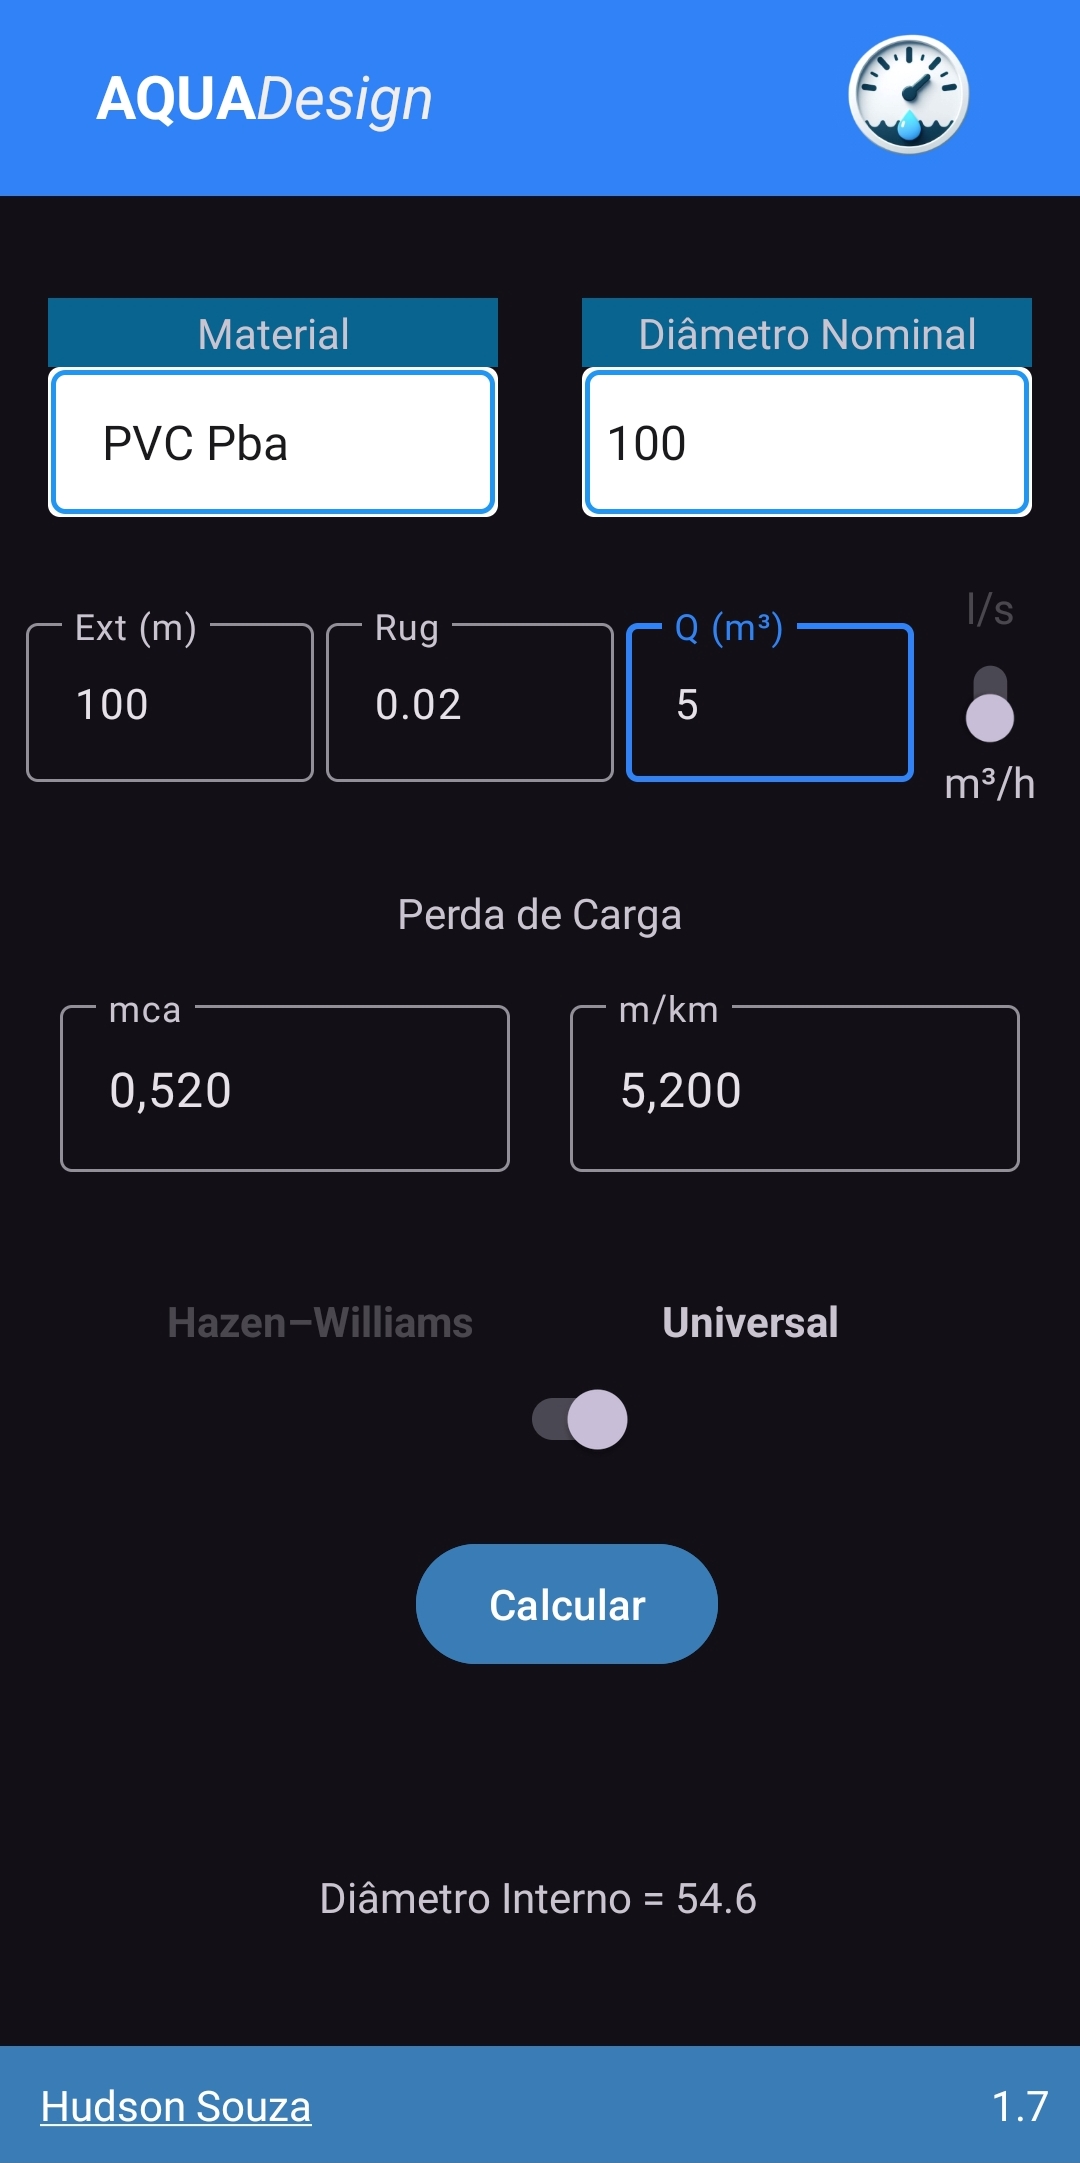 AQUADesign
Material
Diâmetro Nominal
PVC Pba
100
l/s
Ext (m)
Rug
Q (m³)
100
0.02
5
m³/h
Perda de Carga
mca
m/km
0,520
5,200
Hazen–Williams
Universal
Calcular
Diâmetro Interno = 54.6
Hudson Souza
1.7